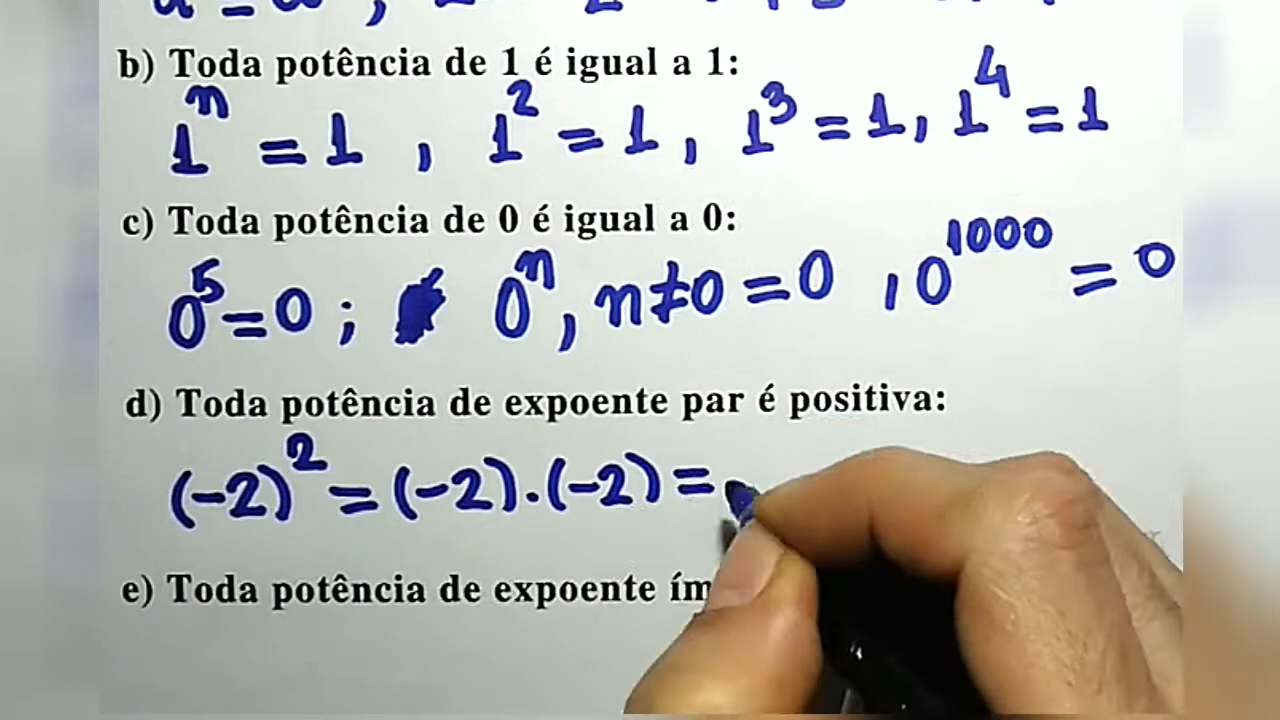 b) Toda potência de 1 é igual a 1:
1ⁿ = 1 , 1² = 1 , 1³ = 1 , 1⁴ = 1
c) Toda potência de 0 é igual a 0:
0⁵ = 0 ; 0ⁿ , n ≠ 0 = 0 , 0¹⁰⁰⁰ = 0
d) Toda potência de expoente par é positiva:
(-2)² = (-2) . (-2) =
e) Toda potência de expoente ím